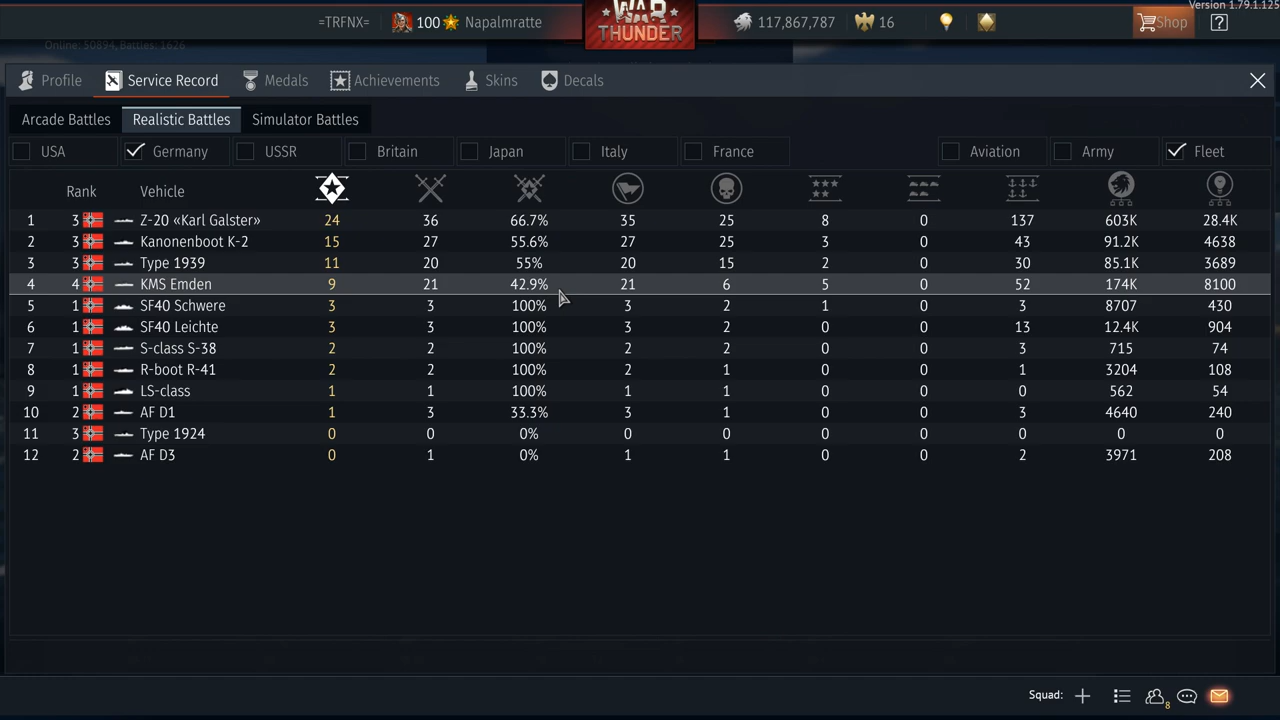 Version 1.79.1.125
=TRFNX= 100 Napalmratte WAR THUNDER 117,867,787 16 Shop ?
Online: 50894, Battles: 1626
Profile Service Record Medals Achievements Skins Decals
Arcade Battles Realistic Battles Simulator Battles
USA Germany USSR Britain Japan Italy France Aviation Army Fleet
Rank Vehicle
1 3 Z-20 «Karl Galster» 24 36 66.7% 35 25 8 0 137 603K 28.4K
2 3 Kanonenboot K-2 15 27 55.6% 27 25 3 0 43 91.2K 4638
3 3 Type 1939 11 20 55% 20 15 2 0 30 85.1K 3689
4 4 KMS Emden 9 21 42.9% 21 6 5 0 52 174K 8100
5 1 SF40 Schwere 3 3 100% 3 2 1 0 3 8707 430
6 1 SF40 Leichte 3 3 100% 3 2 0 0 13 12.4K 904
7 1 S-class S-38 2 2 100% 2 2 0 0 3 715 74
8 1 R-boot R-41 2 2 100% 2 1 0 0 1 3204 108
9 1 LS-class 1 1 100% 1 1 0 0 0 562 54
10 2 AF D1 1 3 33.3% 3 1 0 0 3 4640 240
11 3 Type 1924 0 0 0% 0 0 0 0 0 0 0
12 2 AF D3 0 1 0% 1 1 0 0 2 3971 208
Squad: 8